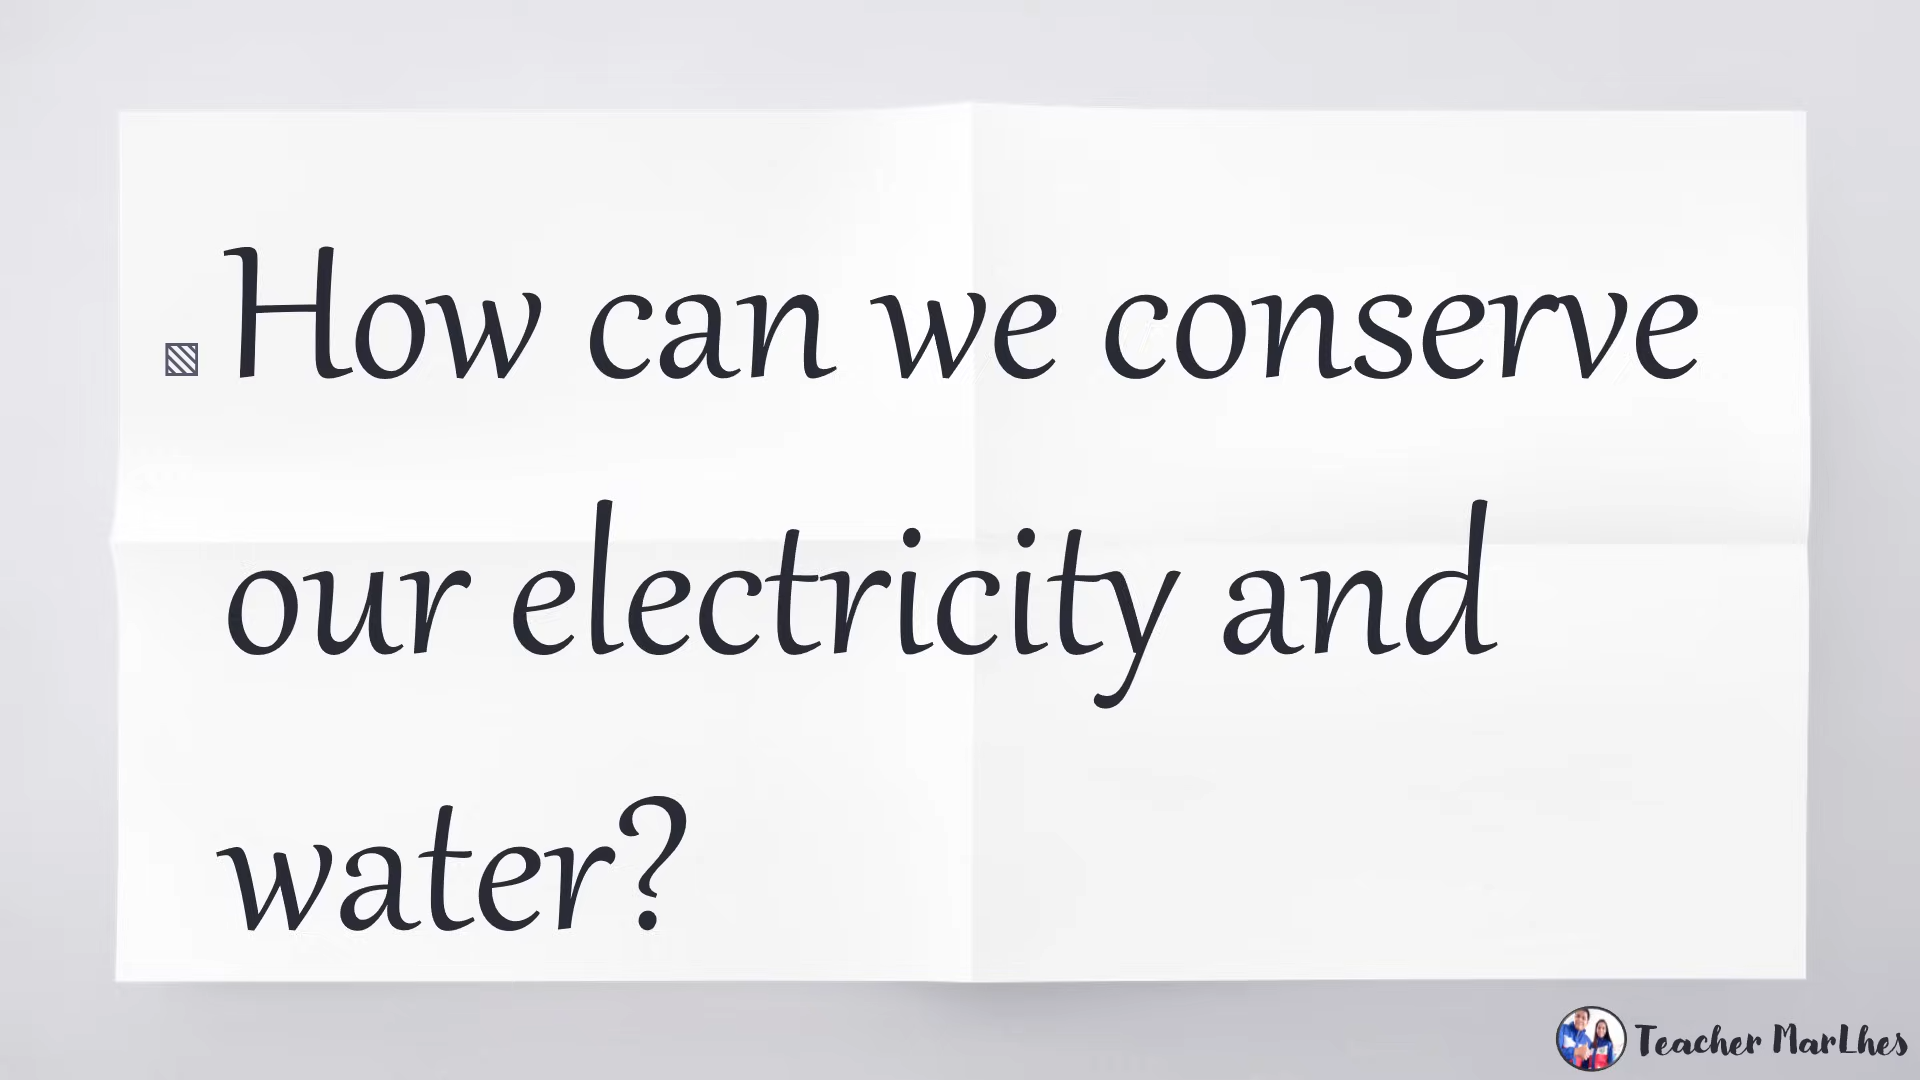 How can we conserve
our electricity and
water?
Teacher MarLhes